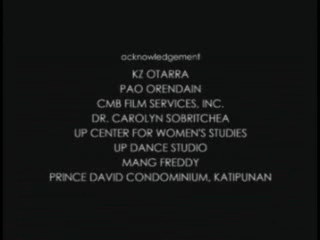 acknowledgement
KZ OTARRA
PAO ORENDAIN
CMB FILM SERVICES, INC.
DR. CAROLYN SOBRITCHEA
UP CENTER FOR WOMEN'S STUDIES
UP DANCE STUDIO
MANG FREDDY
PRINCE DAVID CONDOMINIUM, KATIPUNAN